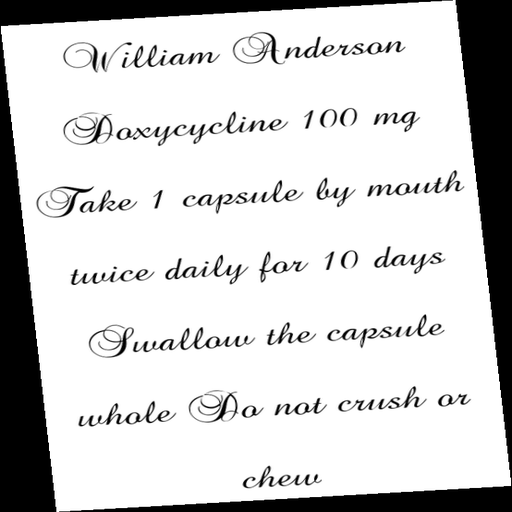 William Anderson
Doxycycline 100 mg
Take 1 capsule by mouth
twice daily for 10 days
Swallow the capsule
whole Do not crush or
chew